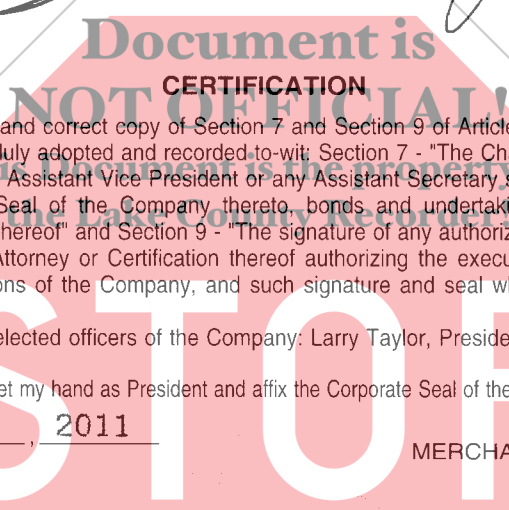 Document is
CERTIFICATION
NOT OFFICIAL!
and correct copy of Section 7 and Section 9 of Article
duly adopted and recorded to-wit: Section 7 - "The Cha
This Document is the property
Assistant Vice President or any Assistant Secretary s
Seal of the Company thereto, bonds and undertaki
the Lake County Recorder!
hereof" and Section 9 - "The signature of any authoriz
Attorney or Certification thereof authorizing the execu
ons of the Company, and such signature and seal wh
STOP
elected officers of the Company: Larry Taylor, Preside
et my hand as President and affix the Corporate Seal of the
, 2011
MERCHA